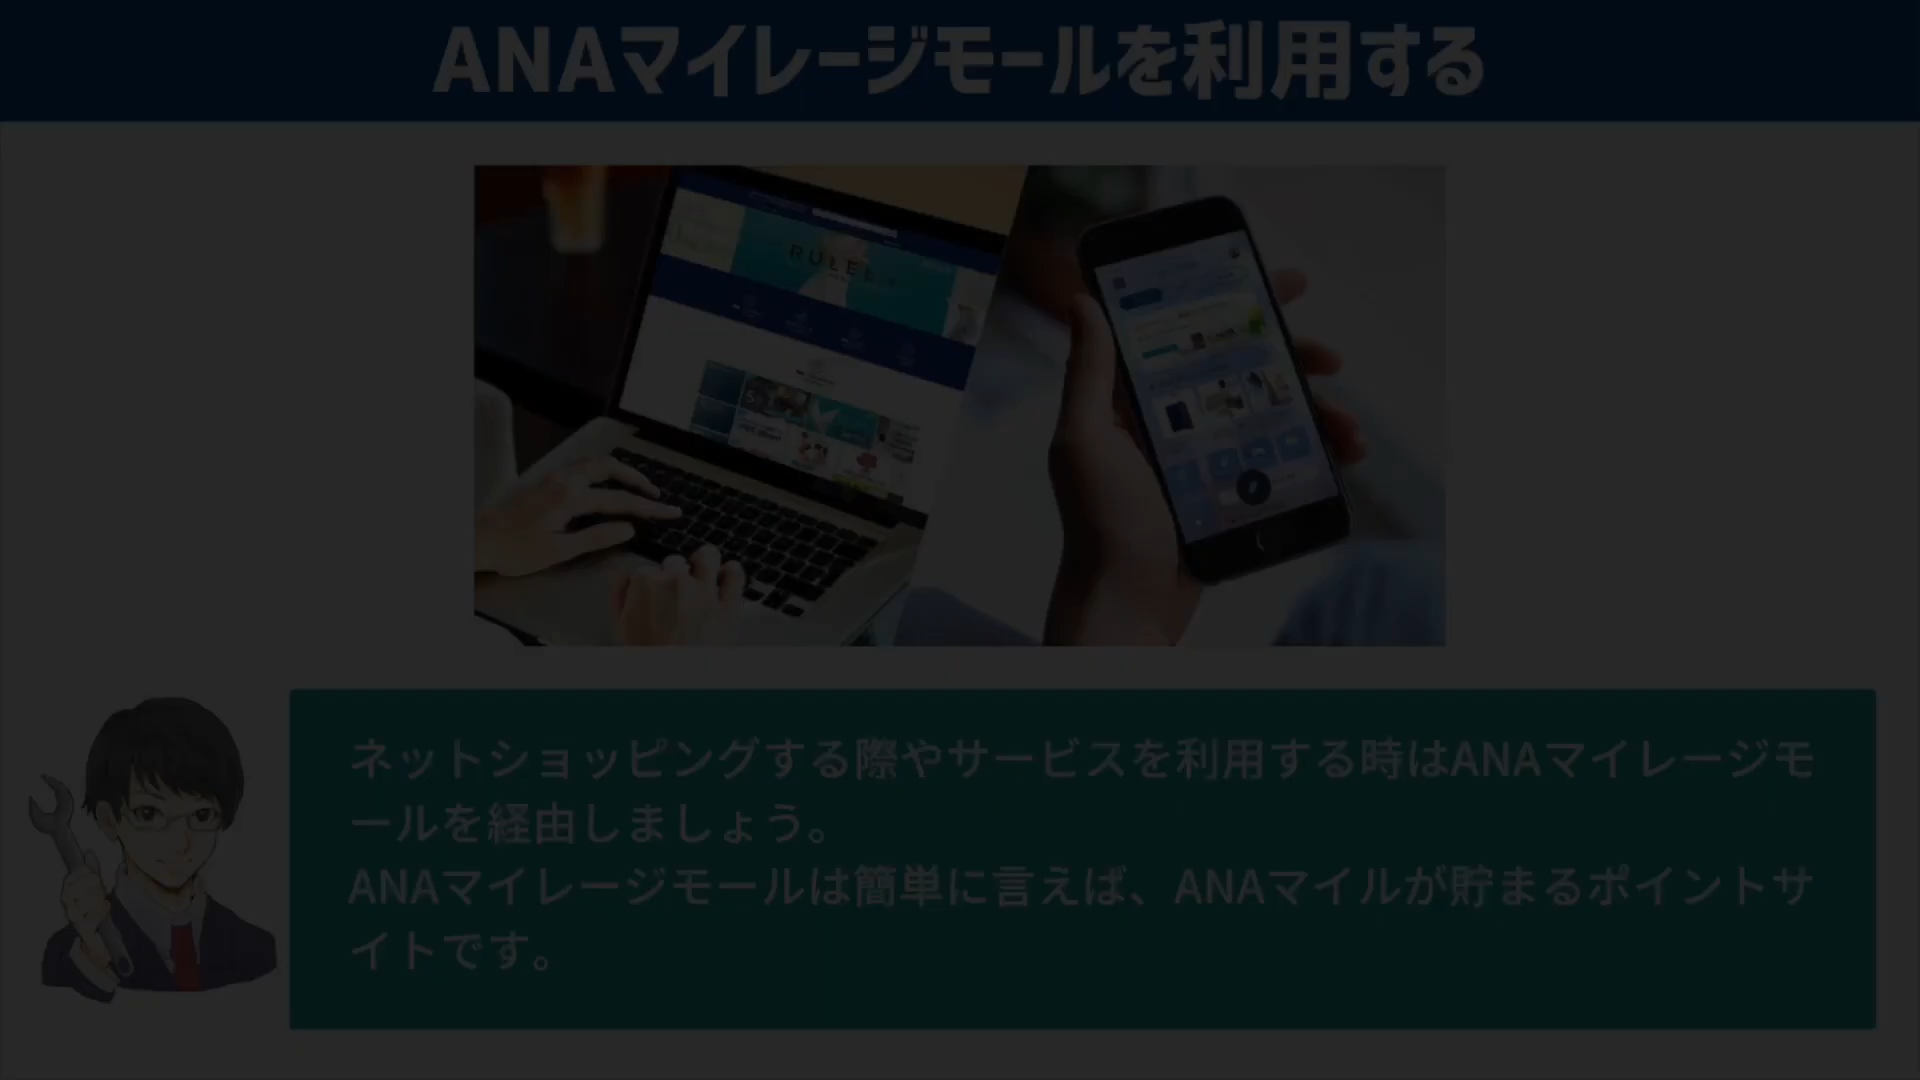 ANAマイレージモールを利用する
RULEE
ネットショッピングする際やサービスを利用する時はANAマイレージモ
ールを経由しましょう。
ANAマイレージモールは簡単に言えば、ANAマイルが貯まるポイントサ
イトです。